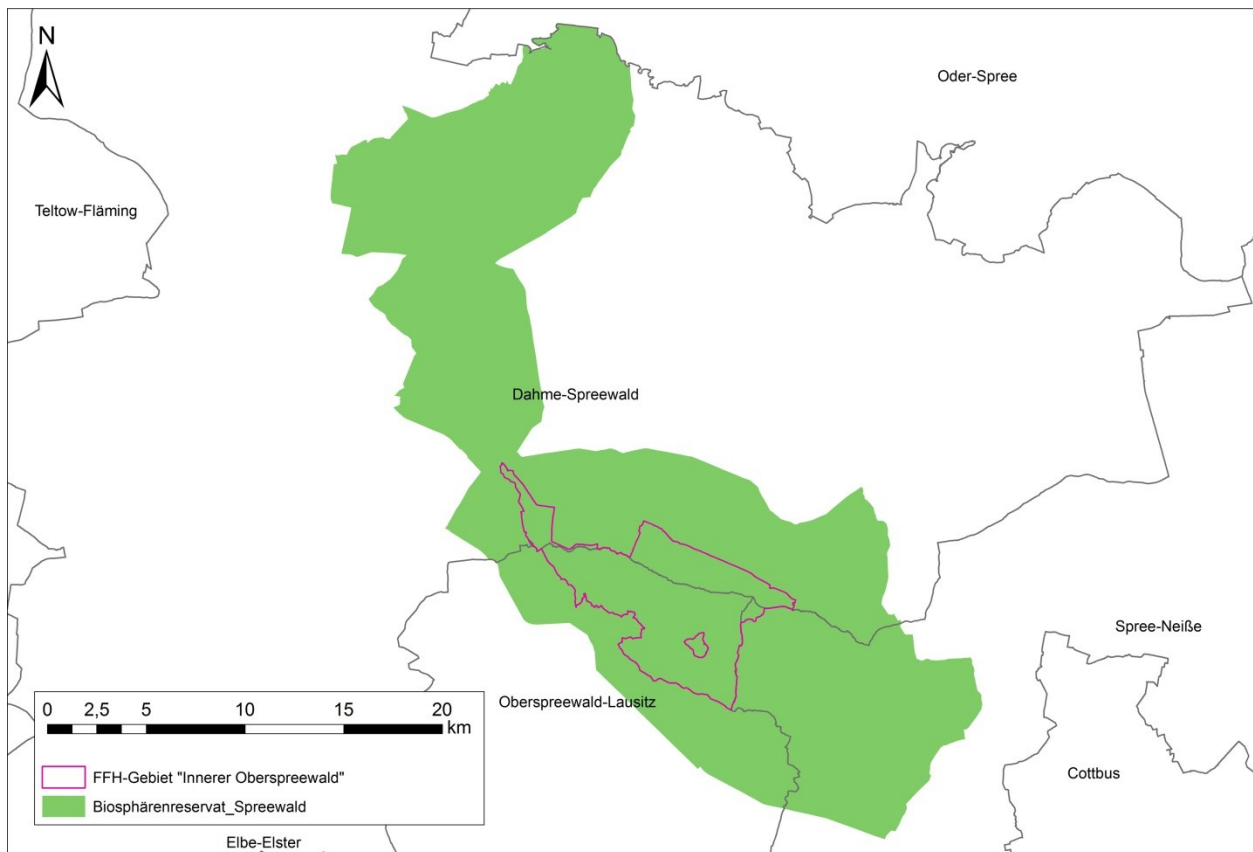 N
Oder-Spree
Teltow-Fläming
Dahme-Spreewald
Spree-Neiße
Oberspreewald-Lausitz
Cottbus
0 2,5 5 10 15 20
km
FFH-Gebiet "Innerer Oberspreewald"
Biosphärenreservat_Spreewald
Elbe-Elster